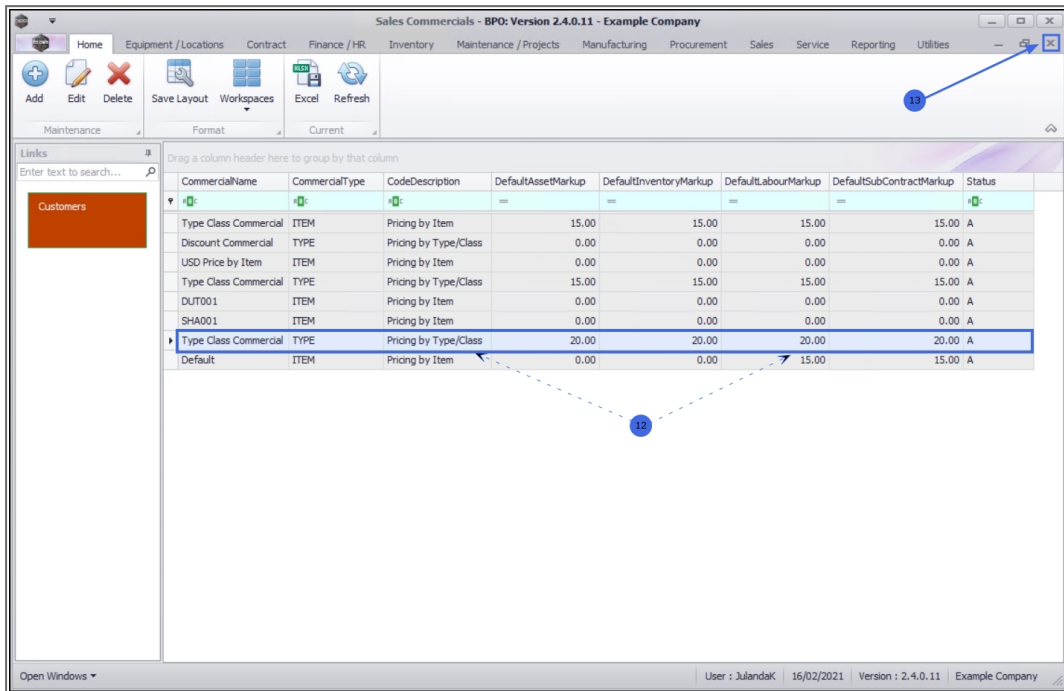 Sales Commercials - BPO: Version 2.4.0.11 - Example Company
Home Equipment / Locations Contract Finance / HR Inventory Maintenance / Projects Manufacturing Procurement Sales Service Reporting Utilities
Add Edit Delete Save Layout Workspaces Excel Refresh
13
Maintenance Format Current
Links
Enter text to search...
Customers
Drag a column header here to group by that column
CommercialName CommercialType CodeDescription DefaultAssetMarkup DefaultInventoryMarkup DefaultLabourMarkup DefaultSubContractMarkup Status
Type Class Commercial ITEM Pricing by Item 15.00 15.00 15.00 15.00 A
Discount Commercial TYPE Pricing by Type/Class 0.00 0.00 0.00 0.00 A
USD Price by Item ITEM Pricing by Item 0.00 0.00 0.00 0.00 A
Type Class Commercial TYPE Pricing by Type/Class 15.00 15.00 15.00 15.00 A
DUT001 ITEM Pricing by Item 0.00 0.00 0.00 0.00 A
SHA001 ITEM Pricing by Item 0.00 0.00 0.00 0.00 A
Type Class Commercial TYPE Pricing by Type/Class 20.00 20.00 20.00 20.00 A
Default ITEM Pricing by Item 0.00 0.00 15.00 15.00 A
12
Open Windows User : JulandaK 16/02/2021 Version : 2.4.0.11 Example Company